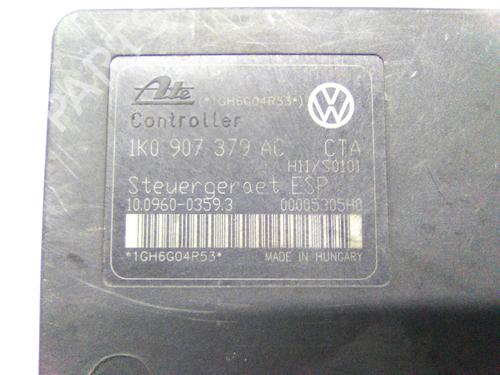 Ate (*1GH6G04R53*)
Controller
1K0 907 379 AC CTA
H11/S0101
Steuergeraet ESP
10.0960-0359.3 00005305H0
*1GH6G04R53* MADE IN HUNGARY